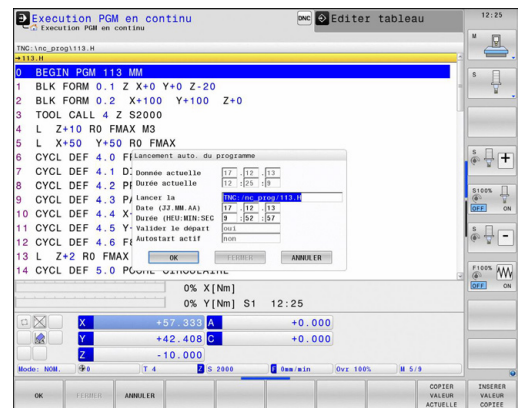 Execution PGM en continu
Execution PGM en continu
DNC
Editer tableau
12:25
TNC:\nc_prog\113.H
→113.H
0 BEGIN PGM 113 MM
1 BLK FORM 0.1 Z X+0 Y+0 Z-20
2 BLK FORM 0.2 X+100 Y+100 Z+0
3 TOOL CALL 4 Z S2000
4 L Z+10 R0 FMAX M3
5 L X+50 Y+50 R0 FMAX
6 CYCL DEF 4.0
7 CYCL DEF 4.1
8 CYCL DEF 4.2
9 CYCL DEF 4.3
10 CYCL DEF 4.4 X-
11 CYCL DEF 4.5 Y-
12 CYCL DEF 4.6
13 L Z+2 R0 FMAX
14 CYCL DEF 5.0 POCHE CIRCULAIRE
Lancement auto. du programme
Donnée actuelle 17 .12 .13
Durée actuelle 12 :25 :9
Lancer la TNC:/nc_prog/113.H
Date (JJ.MM.AA) 17 .12 .13
Durée (HEU:MIN:SEC 9 :52 :57
Valider le départ oui
Autostart actif non
OK FERMER ANNULER
0% X[Nm]
0% Y[Nm] S1 12:25
X +57.333 A +0.000
Y +42.408 C +0.000
Z -10.000
Mode: NOM. 0 T 4 Z S 2000 F 0mm/min Ovr 100% M 5/9
M
S
S
S100%
OFF ON
S
F100%
OFF ON
OK FERMER ANNULER
COPIER VALEUR ACTUELLE
INSERER VALEUR COPIEE